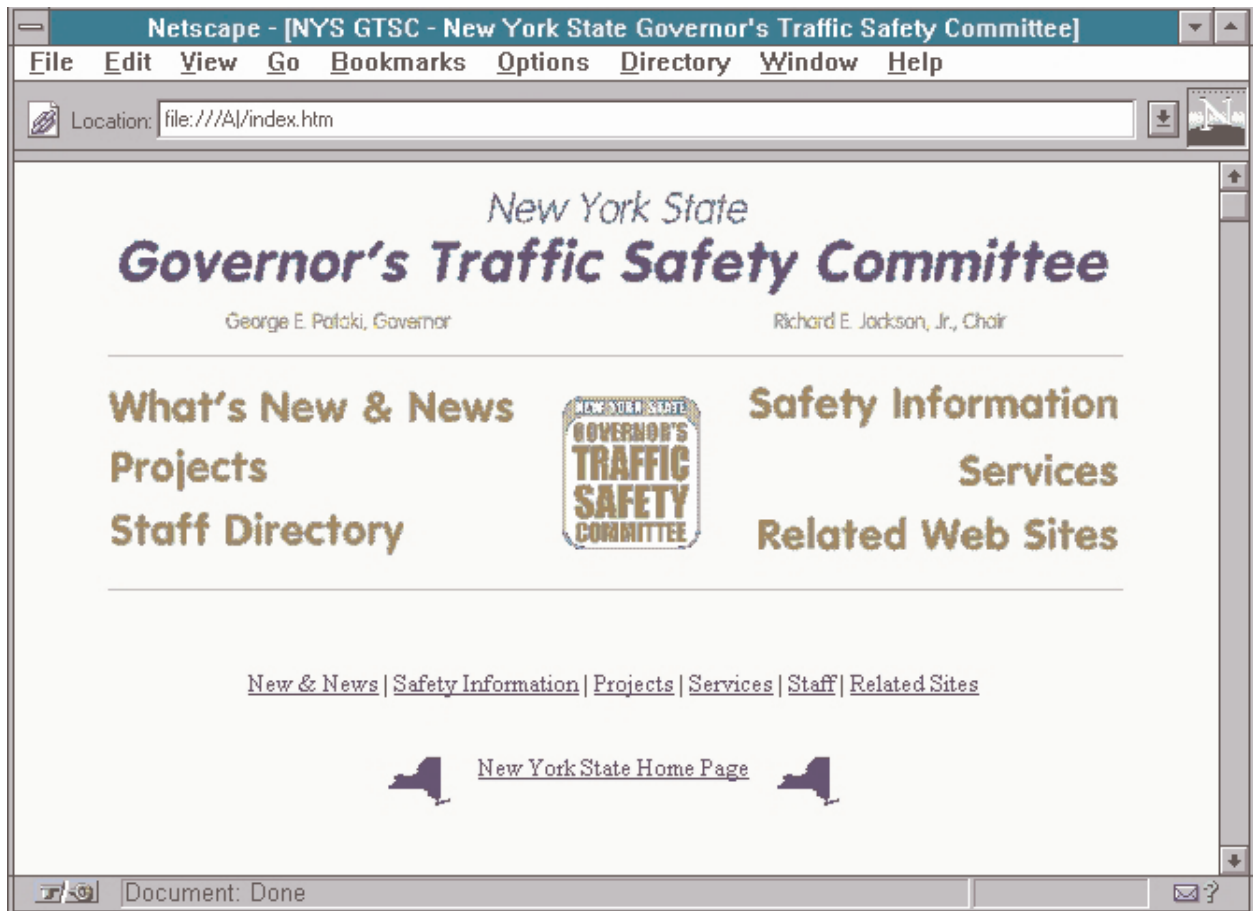 Netscape - [NYS GTSC - New York State Governor's Traffic Safety Committee]
File Edit View Go Bookmarks Options Directory Window Help
Location: file:///A|/index.htm
N
New York State
Governor's Traffic Safety Committee
George E. Pataki, Governor
Richard E. Jackson, Jr., Chair
What's New & News
Projects
Staff Directory
NEW YORK STATE
GOVERNOR'S
TRAFFIC
SAFETY
COMMITTEE
Safety Information
Services
Related Web Sites
New & News | Safety Information | Projects | Services | Staff | Related Sites
New York State Home Page
Document: Done
?